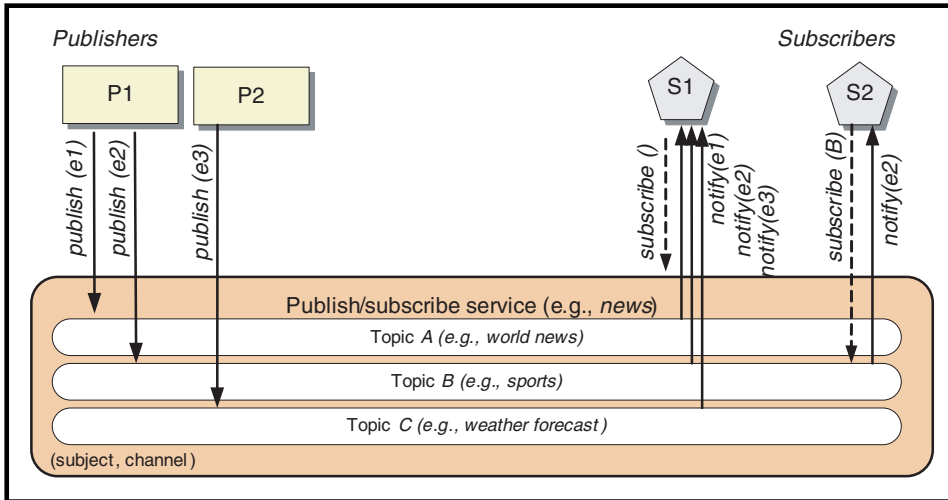 Publishers
Subscribers
P1
P2
S1
S2
publish (e1)
publish (e2)
publish (e3)
subscribe ()
notify(e1)
notify(e2)
notify(e3)
subscribe (B)
notify(e2)
Publish/subscribe service (e.g., news)
Topic A (e.g., world news)
Topic B (e.g., sports)
Topic C (e.g., weather forecast)
(subject, channel)